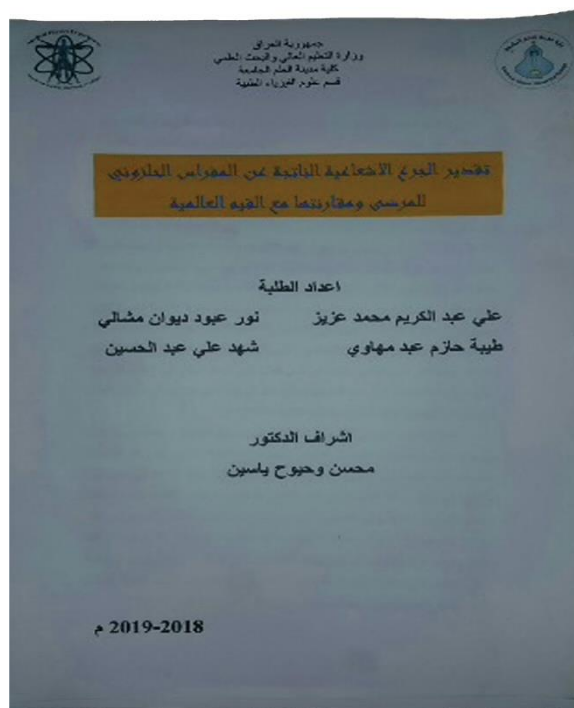 جمهورية العراق
وزارة التعليم العالي والبحث العلمي
كلية مدينة العلم الجامعة
قسم علوم الفيزياء الطبية
تقدير الجرع الاشعاعية الناتجة عن المفراس الحلزوني
للمرضى ومقارنتها مع القيم العالمية
اعداد الطلبة
علي عبد الكريم محمد عزيز نور عبود ديوان مشالي
طيبة حازم عبد مهاوي شهد علي عبد الحسين
اشراف الدكتور
محسن وحيوح ياسين
2019-2018 م